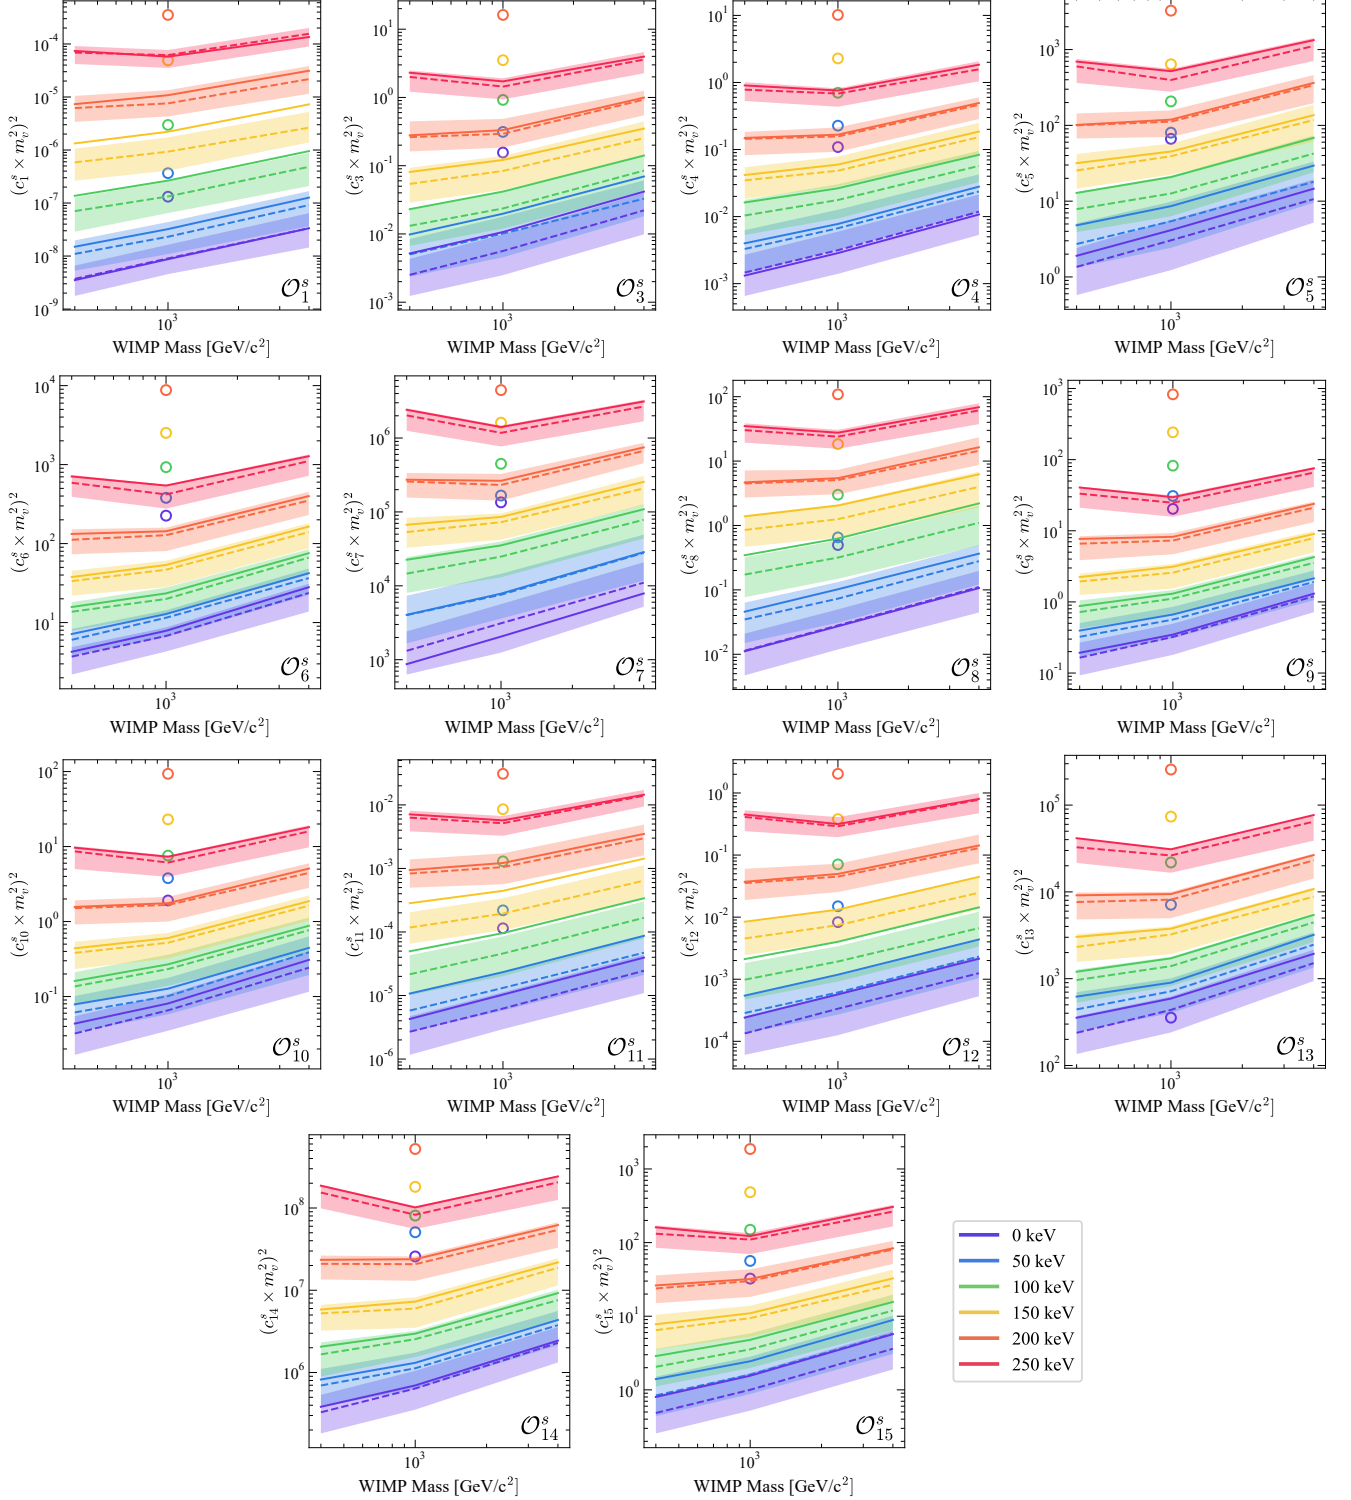 10⁻⁴
10⁻⁵
10⁻⁶
10⁻⁷
10⁻⁸
10⁻⁹
(c₁ˢ × m_v²)²
𝒪₁ˢ
10³
WIMP Mass [GeV/c²]
10¹
10⁰
10⁻¹
10⁻²
10⁻³
(c₃ˢ × m_v²)²
𝒪₃ˢ
10³
WIMP Mass [GeV/c²]
10¹
10⁰
10⁻¹
10⁻²
10⁻³
(c₄ˢ × m_v²)²
𝒪₄ˢ
10³
WIMP Mass [GeV/c²]
10³
10²
10¹
10⁰
(c₅ˢ × m_v²)²
𝒪₅ˢ
10³
WIMP Mass [GeV/c²]
10⁴
10³
10²
10¹
(c₆ˢ × m_v²)²
𝒪₆ˢ
10³
WIMP Mass [GeV/c²]
10⁶
10⁵
10⁴
10³
(c₇ˢ × m_v²)²
𝒪₇ˢ
10³
WIMP Mass [GeV/c²]
10²
10¹
10⁰
10⁻¹
10⁻²
(c₈ˢ × m_v²)²
𝒪₈ˢ
10³
WIMP Mass [GeV/c²]
10³
10²
10¹
10⁰
10⁻¹
(c₉ˢ × m_v²)²
𝒪₉ˢ
10³
WIMP Mass [GeV/c²]
10²
10¹
10⁰
10⁻¹
(c₁₀ˢ × m_v²)²
𝒪₁₀ˢ
10³
WIMP Mass [GeV/c²]
10⁻²
10⁻³
10⁻⁴
10⁻⁵
10⁻⁶
(c₁₁ˢ × m_v²)²
𝒪₁₁ˢ
10³
WIMP Mass [GeV/c²]
10⁰
10⁻¹
10⁻²
10⁻³
10⁻⁴
(c₁₂ˢ × m_v²)²
𝒪₁₂ˢ
10³
WIMP Mass [GeV/c²]
10⁵
10⁴
10³
10²
(c₁₃ˢ × m_v²)²
𝒪₁₃ˢ
10³
WIMP Mass [GeV/c²]
10⁸
10⁷
10⁶
(c₁₄ˢ × m_v²)²
𝒪₁₄ˢ
10³
WIMP Mass [GeV/c²]
10³
10²
10¹
10⁰
(c₁₅ˢ × m_v²)²
𝒪₁₅ˢ
10³
WIMP Mass [GeV/c²]
0 keV
50 keV
100 keV
150 keV
200 keV
250 keV